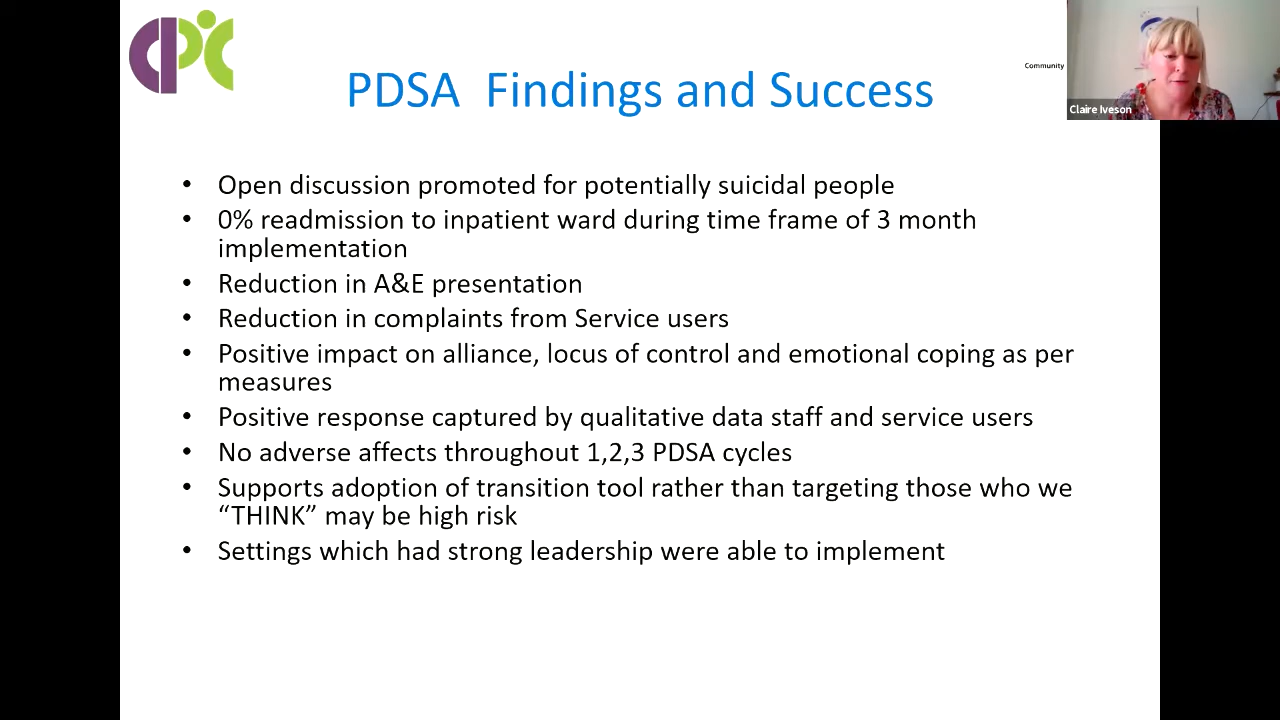 PDSA  Findings and Success
Community
Claire Iveson
• Open discussion promoted for potentially suicidal people
• 0% readmission to inpatient ward during time frame of 3 month
implementation
• Reduction in A&E presentation
• Reduction in complaints from Service users
• Positive impact on alliance, locus of control and emotional coping as per
measures
• Positive response captured by qualitative data staff and service users
• No adverse affects throughout 1,2,3 PDSA cycles
• Supports adoption of transition tool rather than targeting those who we
“THINK” may be high risk
• Settings which had strong leadership were able to implement